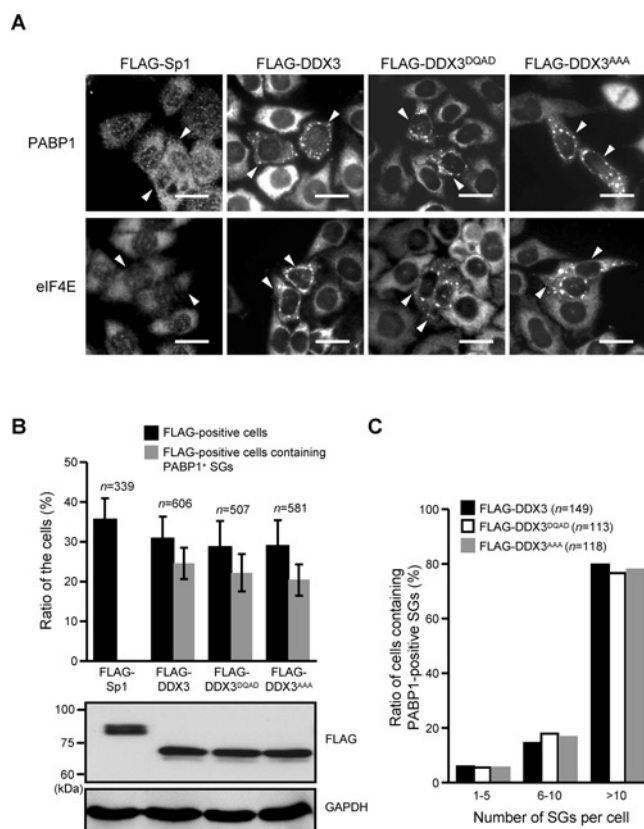 A
FLAG-Sp1 FLAG-DDX3 FLAG-DDX3DQAD FLAG-DDX3AAA
PABP1
eIF4E
B
FLAG-positive cells
FLAG-positive cells containing
PABP1+ SGs
Ratio of the cells (%)
50
40
30
20
10
0
n=339
n=606
n=507
n=581
FLAG-
Sp1
FLAG-
DDX3
FLAG-
DDX3DQAD
FLAG-
DDX3AAA
100
75
60
(kDa)
FLAG
GAPDH
C
FLAG-DDX3 (n=149)
FLAG-DDX3DQAD (n=113)
FLAG-DDX3AAA (n=118)
Ratio of cells containing
PABP1-positive SGs (%)
100
80
60
40
20
0
1-5 6-10 >10
Number of SGs per cell